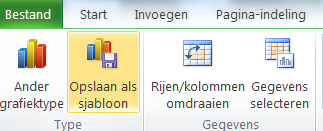 Bestand Start Invoegen Pagina-indeling
Ander grafiektype
Opslaan als sjabloon
Rijen/kolommen omdraaien
Gegevens selecteren
Type Gegevens